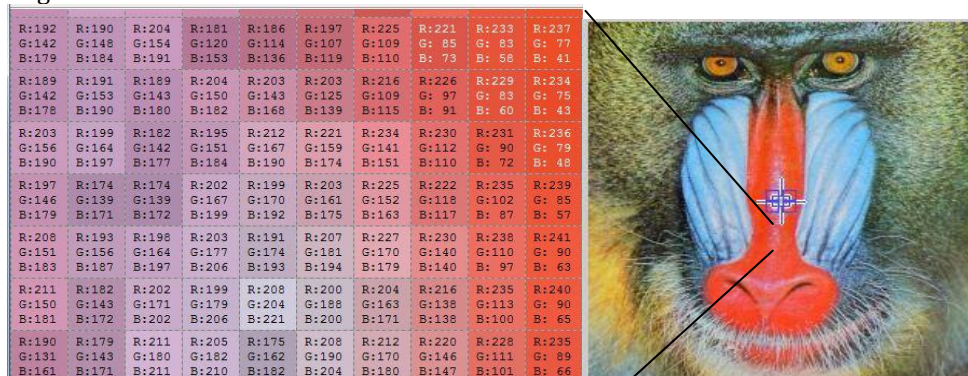 R:192 R:190 R:204 R:181 R:186 R:197 R:225 R:221 R:233 R:237
G:142 G:148 G:154 G:120 G:114 G:107 G:109 G: 85 G: 83 G: 77
B:179 B:184 B:191 B:153 B:136 B:119 B:110 B: 73 B: 58 B: 41
R:189 R:191 R:189 R:204 R:203 R:203 R:216 R:226 R:229 R:234
G:142 G:153 G:143 G:150 G:143 G:125 G:109 G: 97 G: 83 G: 75
B:178 B:190 B:180 B:182 B:168 B:139 B:115 B: 91 B: 60 B: 43
R:203 R:199 R:182 R:195 R:212 R:221 R:234 R:230 R:231 R:236
G:156 G:164 G:142 G:151 G:167 G:159 G:141 G:112 G: 90 G: 79
B:190 B:197 B:177 B:184 B:190 B:174 B:151 B:110 B: 72 B: 48
R:197 R:174 R:174 R:202 R:199 R:203 R:225 R:222 R:235 R:239
G:146 G:139 G:139 G:167 G:170 G:161 G:152 G:118 G:102 G: 85
B:179 B:171 B:172 B:199 B:192 B:175 B:163 B:117 B: 87 B: 57
R:208 R:193 R:198 R:203 R:191 R:207 R:227 R:230 R:238 R:241
G:151 G:156 G:164 G:177 G:174 G:181 G:170 G:140 G:110 G: 90
B:183 B:187 B:197 B:206 B:193 B:194 B:179 B:140 B: 97 B: 63
R:211 R:182 R:202 R:199 R:208 R:200 R:204 R:216 R:235 R:240
G:150 G:143 G:171 G:179 G:204 G:188 G:163 G:138 G:113 G: 90
B:181 B:172 B:202 B:206 B:221 B:200 B:171 B:138 B:100 B: 65
R:190 R:179 R:211 R:205 R:175 R:208 R:212 R:220 R:228 R:235
G:131 G:143 G:180 G:182 G:162 G:190 G:170 G:146 G:111 G: 89
B:161 B:171 B:211 B:210 B:182 B:204 B:180 B:147 B:101 B: 66